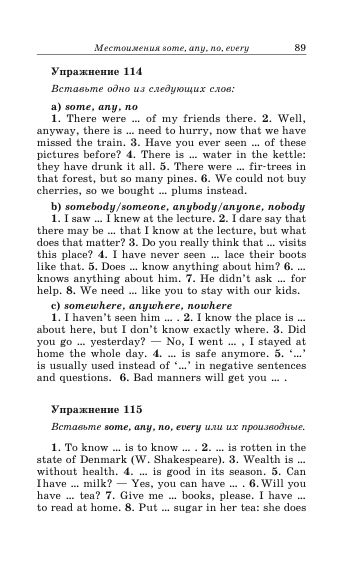 Местоимения some, any, no, every 89
Упражнение 114
Вставьте одно из следующих слов:
a) some, any, no
1. There were … of my friends there. 2. Well,
anyway, there is … need to hurry, now that we have
missed the train. 3. Have you ever seen … of these
pictures before? 4. There is … water in the kettle:
they have drunk it all. 5. There were … fir-trees in
that forest, but so many pines. 6. We could not buy
cherries, so we bought … plums instead.
b) somebody/someone, anybody/anyone, nobody
1. I saw … I knew at the lecture. 2. I dare say that
there may be … that I know at the lecture, but what
does that matter? 3. Do you really think that … visits
this place? 4. I have never seen … lace their boots
like that. 5. Does … know anything about him? 6. …
knows anything about him. 7. He didn't ask … for
help. 8. We need … like you to stay with our kids.
c) somewhere, anywhere, nowhere
1. I haven't seen him … . 2. I know the place is …
about here, but I don't know exactly where. 3. Did
you go … yesterday? — No, I went … , I stayed at
home the whole day. 4. … is safe anymore. 5. '…'
is usually used instead of '…' in negative sentences
and questions. 6. Bad manners will get you … .
Упражнение 115
Вставьте some, any, no, every или их производные.
1. To know … is to know … . 2. … is rotten in the
state of Denmark (W. Shakespeare). 3. Wealth is …
without health. 4. … is good in its season. 5. Can
I have … milk? — Yes, you can have … . 6. Will you
have … tea? 7. Give me … books, please. I have …
to read at home. 8. Put … sugar in her tea: she does